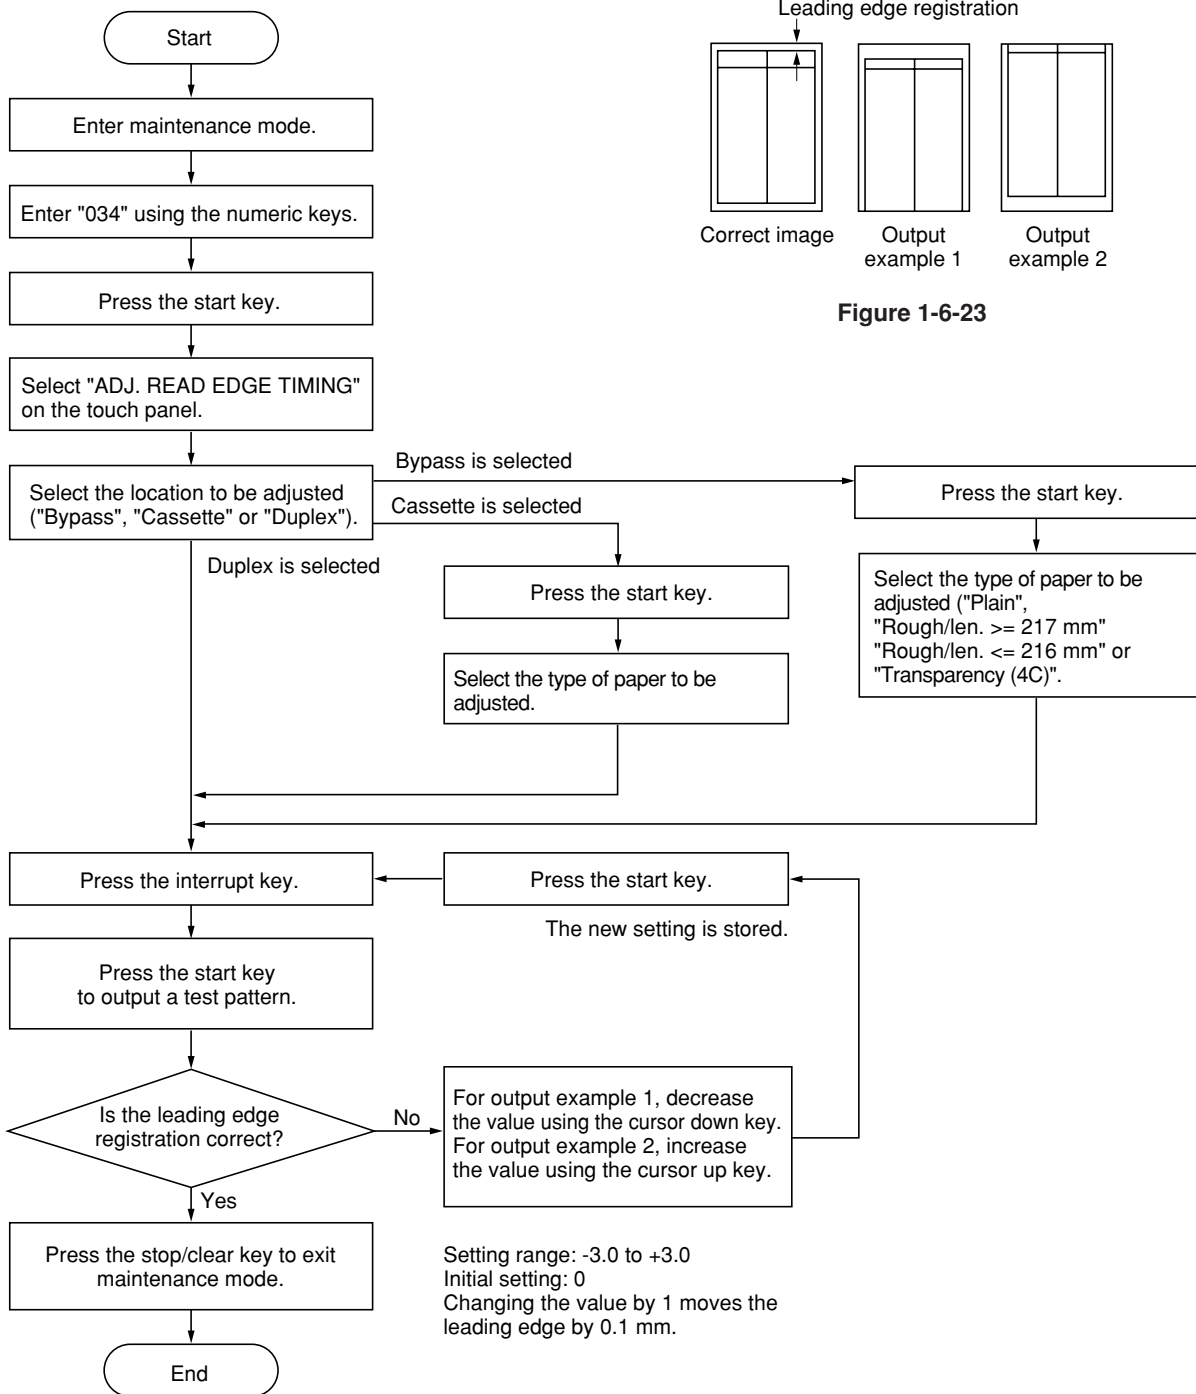 Start
Enter maintenance mode.
Enter "034" using the numeric keys.
Press the start key.
Select "ADJ. READ EDGE TIMING"
on the touch panel.
Select the location to be adjusted
("Bypass", "Cassette" or "Duplex").
Bypass is selected
Cassette is selected
Duplex is selected
Press the start key.
Select the type of paper to be
adjusted.
Press the start key.
Select the type of paper to be
adjusted ("Plain",
"Rough/len. >= 217 mm"
"Rough/len. <= 216 mm" or
"Transparency (4C)".
Press the interrupt key.
Press the start key.
The new setting is stored.
Press the start key
to output a test pattern.
Is the leading edge
registration correct?
No
For output example 1, decrease
the value using the cursor down key.
For output example 2, increase
the value using the cursor up key.
Yes
Press the stop/clear key to exit
maintenance mode.
Setting range: -3.0 to +3.0
Initial setting: 0
Changing the value by 1 moves the
leading edge by 0.1 mm.
End
Leading edge registration
Correct image
Output
example 1
Output
example 2
Figure 1-6-23